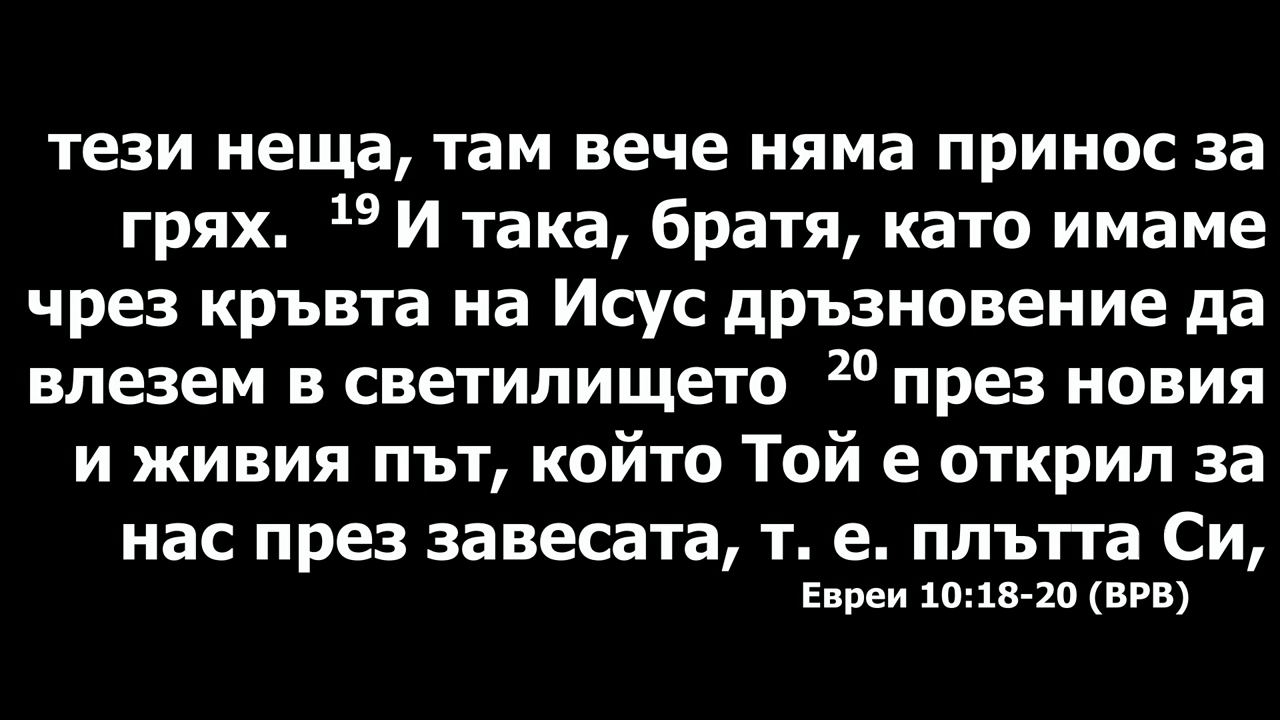 тези неща, там вече няма принос за
грях. 19 И така, братя, като имаме
чрез кръвта на Исус дръзновение да
влезем в светилището 20 през новия
и живия път, който Той е открил за
нас през завесата, т. е. плътта Си,
Евреи 10:18-20 (ВРВ)